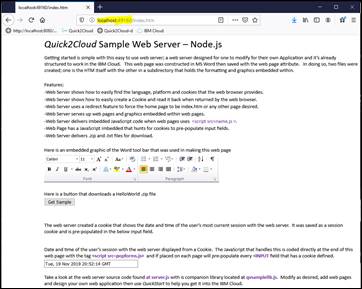 localhost:49160/index.htm
localhost:49160/index.htm
Quick2Cloud
Quick2Cloud-d
IBM Cloud
Quick2Cloud Sample Web Server – Node.js
Getting started is simple with this easy to use web server; a web server designed for one to modify for their own Application and it's already
structured to work in the IBM Cloud. This web page was constructed in MS Word then saved with the web page attribute. In doing so, two files were
created; one is the HTM itself with the other in a subdirectory that holds the formatting and graphics embedded within.
Features:
-Web Server shows how to easily find the language, platform and cookies that the web browser provides.
-Web Server shows how to easily create a Cookie and read it back when returned by the web browser.
-Web Server uses a redirect feature to force the home page to be index.htm or any other page desired.
-Web Server serves up web pages and graphics embedded within web pages.
-Web Server delivers imbedded JavaScript code when web pages uses <script src=name.js >.
-Web Page has a JavaScript imbedded that hunts for cookies to pre-populate input fields.
-Web Server delivers .zip and .txt files for download.
Here is an embedded graphic of the Word tool bar that was used in making this web page
Calibri
11
Font
Paragraph
Here is a button that downloads a HelloWorld .zip file
Get Sample
The web server created a cookie that shows the date and time of the user's most current session with the web server. It was saved as a session
cookie and is pre-populated in the below input field.
Date and time of the user's session with the web server displayed from a Cookie. The JavaScript that handles this is coded directly at the end of this
web page with the tag <script src=popforms.js> and if placed on each page will pre-populate every <INPUT field that has a cookie defined.
Tue, 19 Nov 2019 20:52:14 GMT
Take a look at the web server source code found at server.js with is companion library located at qnumplelib.js. Modify as desired, add web pages
and design your own web application then use QuickStart to help you get it into the IBM Cloud.